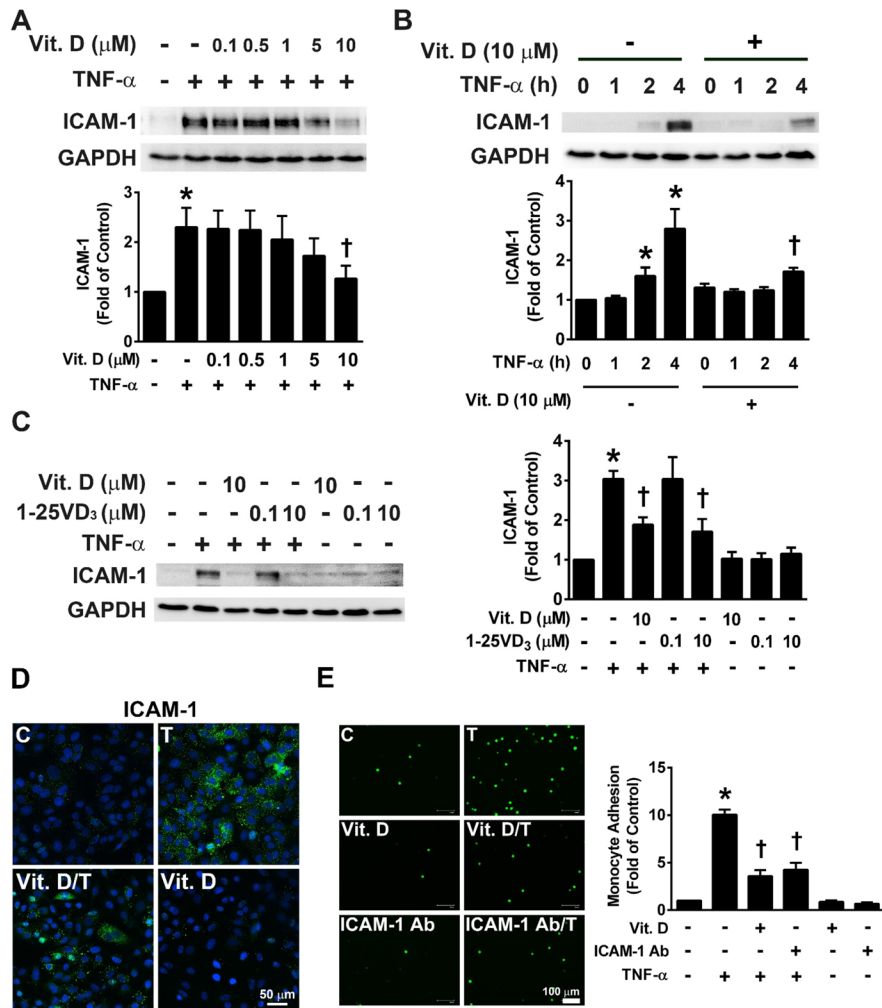 A
Vit. D (μM) - - 0.1 0.5 1 5 10
TNF-α - + + + + + +
ICAM-1
GAPDH
ICAM-1
(Fold of Control)
3
2
1
0
*
†
Vit. D (μM) - - 0.1 0.5 1 5 10
TNF-α - + + + + + +
B
Vit. D (10 μM) - +
TNF-α (h) 0 1 2 4 0 1 2 4
ICAM-1
GAPDH
ICAM-1
(Fold of Control)
4
3
2
1
0
* * †
TNF-α (h) 0 1 2 4 0 1 2 4
Vit. D (10 μM) - +
C
Vit. D (μM) - - 10 - - 10 - -
1-25VD₃ (μM) - - - 0.1 10 - 0.1 10
TNF-α - + + + + - - -
ICAM-1
GAPDH
ICAM-1
(Fold of Control)
4
3
2
1
0
* † †
Vit. D (μM) - - 10 - - 10 - -
1-25VD₃ (μM) - - - 0.1 10 - 0.1 10
TNF-α - + + + + - - -
D
ICAM-1
C T
Vit. D/T Vit. D
50 μm
E
C T
Vit. D Vit. D/T
ICAM-1 Ab ICAM-1 Ab/T
100 μm
Monocyte Adhesion
(Fold of Control)
15
10
5
0
* † †
Vit. D - - + - + -
ICAM-1 Ab - - - + - +
TNF-α - + + + - -